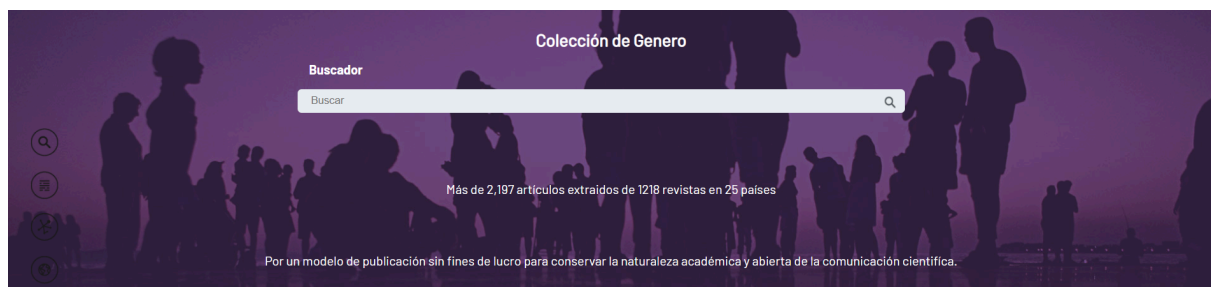 Colección de Genero
Buscador
Buscar
Más de 2,197 artículos extraidos de 1218 revistas en 25 países
Por un modelo de publicación sin fines de lucro para conservar la naturaleza académica y abierta de la comunicación científica.